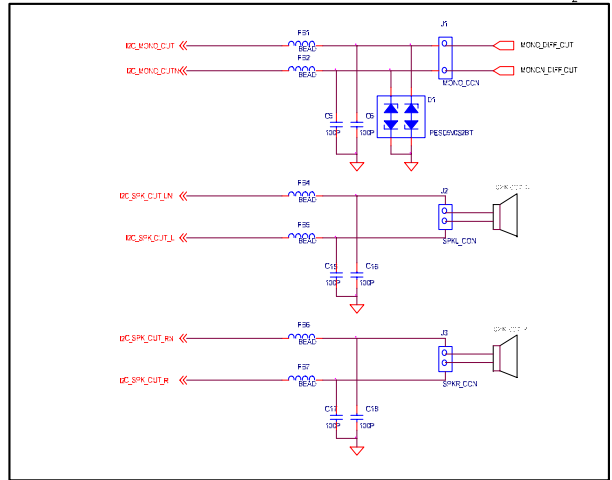 I2C_MONO_OUT
FB1
BEAD
J1
MONO_DIFF_OUT
I2C_MONO_OUTN
FB2
BEAD
MONO_CON
MONON_DIFF_OUT
C5
100P
C6
100P
D1
PESD5V0S2BT
I2C_SPK_OUT_LN
FB4
BEAD
J2
I2C_SPK_OUT_L
FB5
BEAD
SPKL_CON
C15
100P
C16
100P
I2C_SPK_OUT_RN
FB6
BEAD
J3
I2C_SPK_OUT_R
FB7
BEAD
SPKR_CON
C17
100P
C18
100P